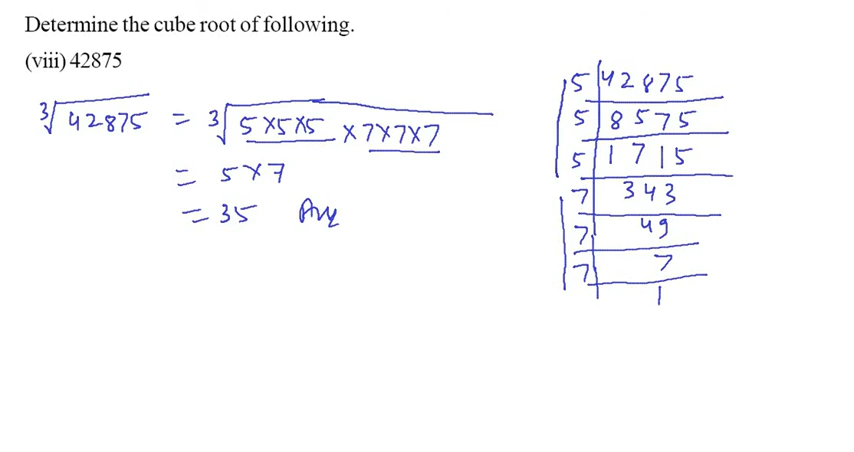 Determine the cube root of following.
(viii) 42875
∛42875 = ∛5×5×5 ×7×7×7
= 5×7
= 35 Ans
5 | 42875
5 | 8575
5 | 1715
7 | 343
7 | 49
7 | 7
| 1